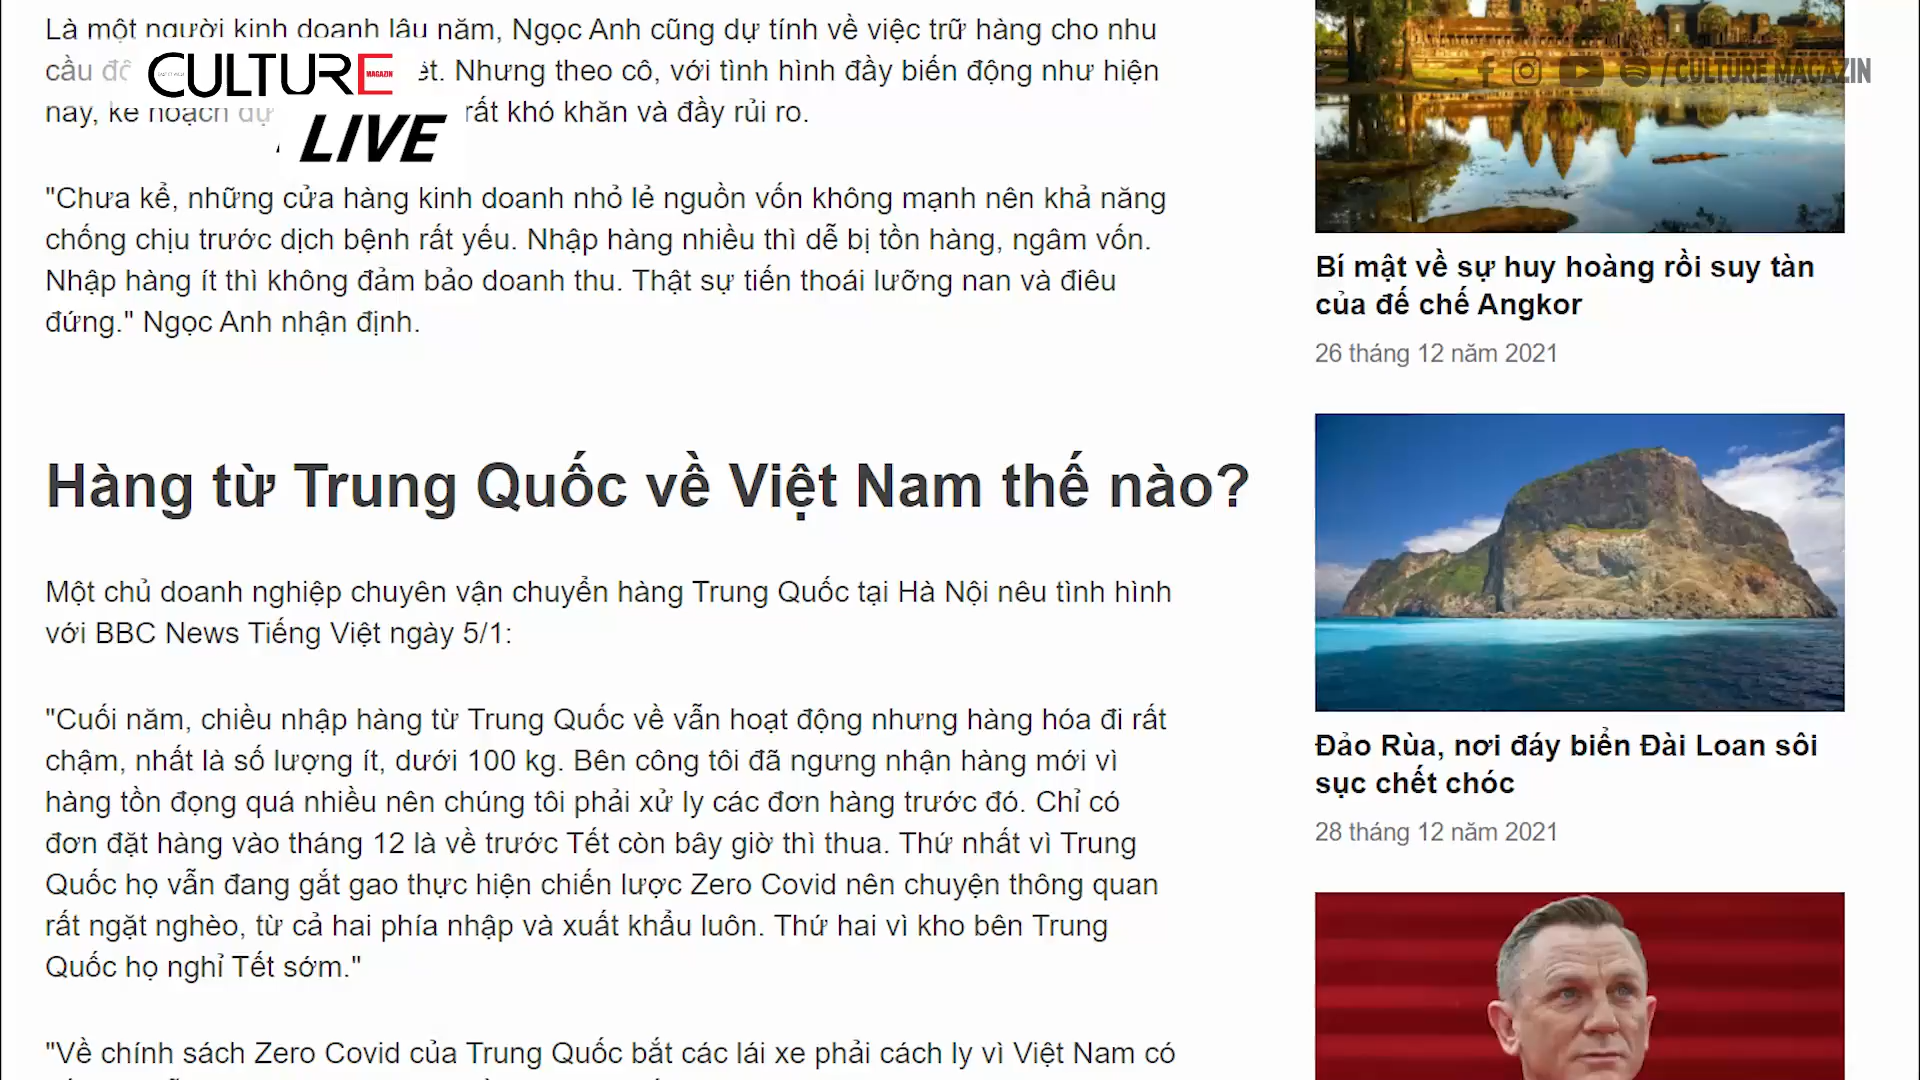 Là một người kinh doanh lâu năm, Ngọc Anh cũng dự tính về việc trữ hàng cho nhu
cầu Nhưng theo cô, với tình hình đầy biến động như hiện
nay, kế hoạch dự rất khó khăn và đầy rủi ro.
CULTURE
MAGAZIN
LIVE
/CULTURE MAGAZIN
"Chưa kể, những cửa hàng kinh doanh nhỏ lẻ nguồn vốn không mạnh nên khả năng
chống chịu trước dịch bệnh rất yếu. Nhập hàng nhiều thì dễ bị tồn hàng, ngâm vốn.
Nhập hàng ít thì không đảm bảo doanh thu. Thật sự tiến thoái lưỡng nan và điêu
đứng." Ngọc Anh nhận định.
Hàng từ Trung Quốc về Việt Nam thế nào?
Một chủ doanh nghiệp chuyên vận chuyển hàng Trung Quốc tại Hà Nội nêu tình hình
với BBC News Tiếng Việt ngày 5/1:
"Cuối năm, chiều nhập hàng từ Trung Quốc về vẫn hoạt động nhưng hàng hóa đi rất
chậm, nhất là số lượng ít, dưới 100 kg. Bên công tôi đã ngưng nhận hàng mới vì
hàng tồn đọng quá nhiều nên chúng tôi phải xử ly các đơn hàng trước đó. Chỉ có
đơn đặt hàng vào tháng 12 là về trước Tết còn bây giờ thì thua. Thứ nhất vì Trung
Quốc họ vẫn đang gắt gao thực hiện chiến lược Zero Covid nên chuyện thông quan
rất ngặt nghèo, từ cả hai phía nhập và xuất khẩu luôn. Thứ hai vì kho bên Trung
Quốc họ nghỉ Tết sớm."
"Về chính sách Zero Covid của Trung Quốc bắt các lái xe phải cách ly vì Việt Nam có
Bí mật về sự huy hoàng rồi suy tàn
của đế chế Angkor
26 tháng 12 năm 2021
Đảo Rùa, nơi đáy biển Đài Loan sôi
sục chết chóc
28 tháng 12 năm 2021